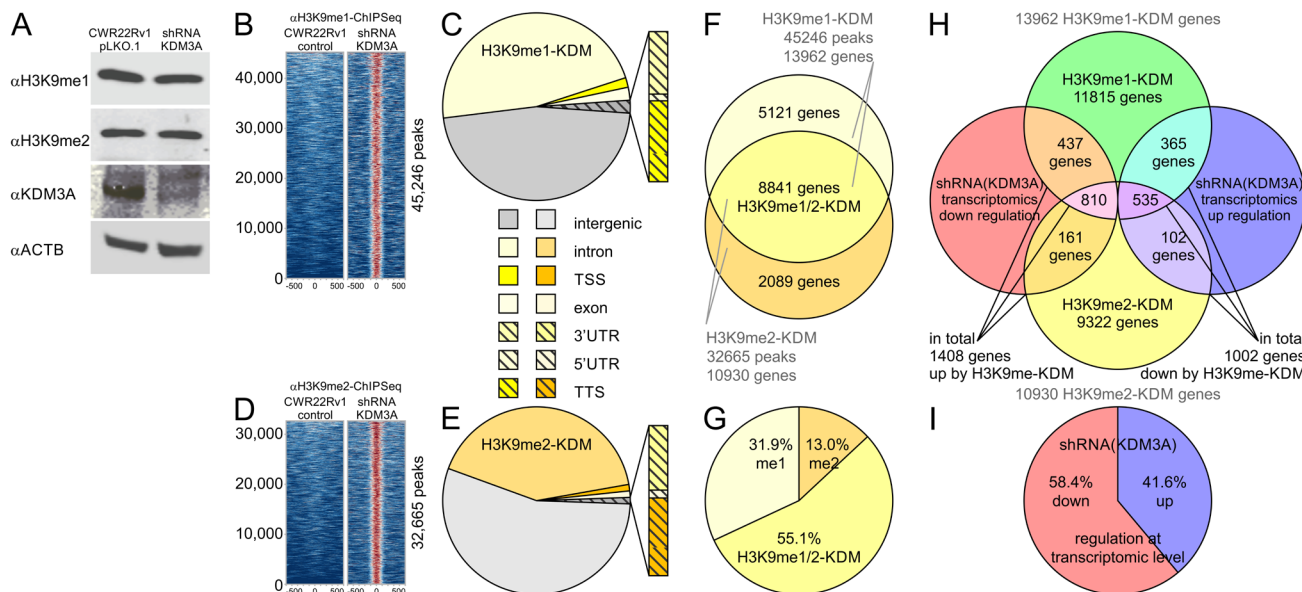 A
CWR22Rv1 shRNA
pLKO.1 KDM3A
αH3K9me1
αH3K9me2
αKDM3A
αACTB
B
αH3K9me1-ChIPSeq
CWR22Rv1 shRNA
control KDM3A
40,000
30,000
20,000
10,000
0
-500 0 500 -500 0 500
45,246 peaks
C
H3K9me1-KDM
intergenic
intron
TSS
exon
3'UTR
5'UTR
TTS
D
αH3K9me2-ChIPSeq
CWR22Rv1 shRNA
control KDM3A
30,000
20,000
10,000
0
-500 0 500 -500 0 500
32,665 peaks
E
H3K9me2-KDM
F
H3K9me1-KDM
45246 peaks
13962 genes
5121 genes
8841 genes
H3K9me1/2-KDM
2089 genes
H3K9me2-KDM
32665 peaks
10930 genes
G
31.9%
me1
13.0%
me2
55.1%
H3K9me1/2-KDM
H
13962 H3K9me1-KDM genes
H3K9me1-KDM
11815 genes
437
genes
365
genes
shRNA(KDM3A)
transcriptomics
down regulation
810
535
shRNA(KDM3A)
transcriptomics
up regulation
161
genes
102
genes
H3K9me2-KDM
9322 genes
in total
1408 genes
up by H3K9me-KDM
in total
1002 genes
down by H3K9me-KDM
10930 H3K9me2-KDM genes
I
shRNA(KDM3A)
58.4%
down
41.6%
up
regulation at
transcriptomic level